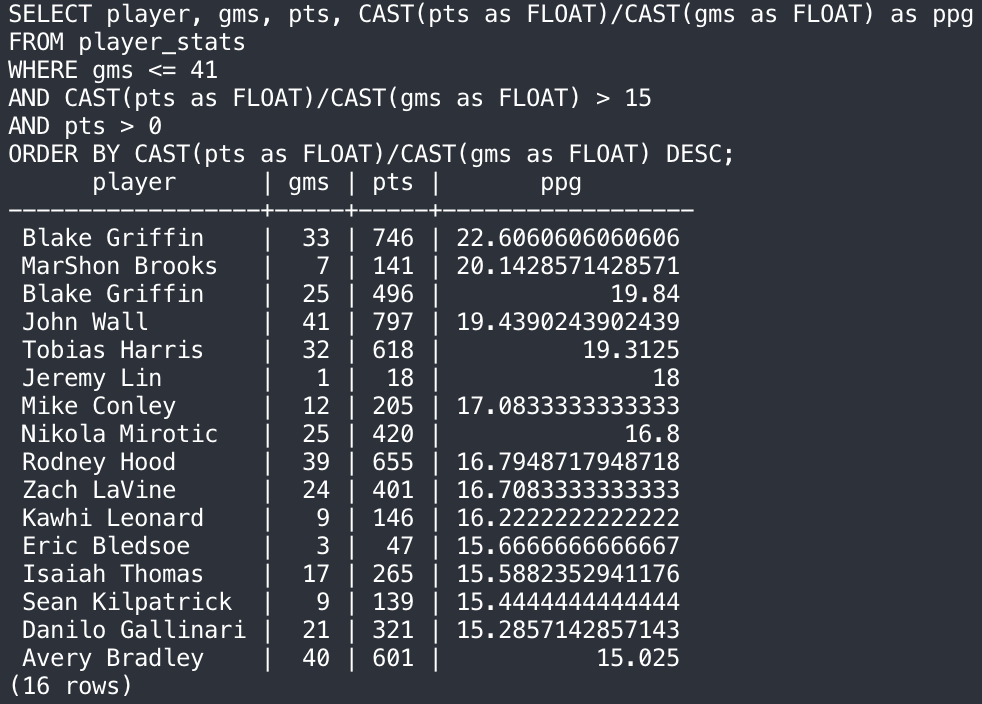 SELECT player, gms, pts, CAST(pts as FLOAT)/CAST(gms as FLOAT) as ppg
FROM player_stats
WHERE gms <= 41
AND CAST(pts as FLOAT)/CAST(gms as FLOAT) > 15
AND pts > 0
ORDER BY CAST(pts as FLOAT)/CAST(gms as FLOAT) DESC;
      player      | gms | pts |       ppg
------------------+-----+-----+------------------
 Blake Griffin    |  33 | 746 | 22.6060606060606
 MarShon Brooks   |   7 | 141 | 20.1428571428571
 Blake Griffin    |  25 | 496 |            19.84
 John Wall        |  41 | 797 | 19.4390243902439
 Tobias Harris    |  32 | 618 |          19.3125
 Jeremy Lin       |   1 |  18 |               18
 Mike Conley      |  12 | 205 | 17.0833333333333
 Nikola Mirotic   |  25 | 420 |             16.8
 Rodney Hood      |  39 | 655 | 16.7948717948718
 Zach LaVine      |  24 | 401 | 16.7083333333333
 Kawhi Leonard    |   9 | 146 | 16.2222222222222
 Eric Bledsoe     |   3 |  47 | 15.6666666666667
 Isaiah Thomas    |  17 | 265 | 15.5882352941176
 Sean Kilpatrick  |   9 | 139 | 15.4444444444444
 Danilo Gallinari |  21 | 321 | 15.2857142857143
 Avery Bradley    |  40 | 601 |           15.025
(16 rows)